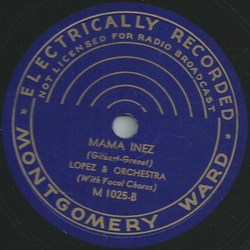 ELECTRICALLY RECORDED
NOT LICENSED FOR RADIO BROADCAST
MAMA INEZ
(Gilbert-Grenet)
LOPEZ & ORCHESTRA
(With Vocal Chorus)
M 1025-B
MONTGOMERY WARD